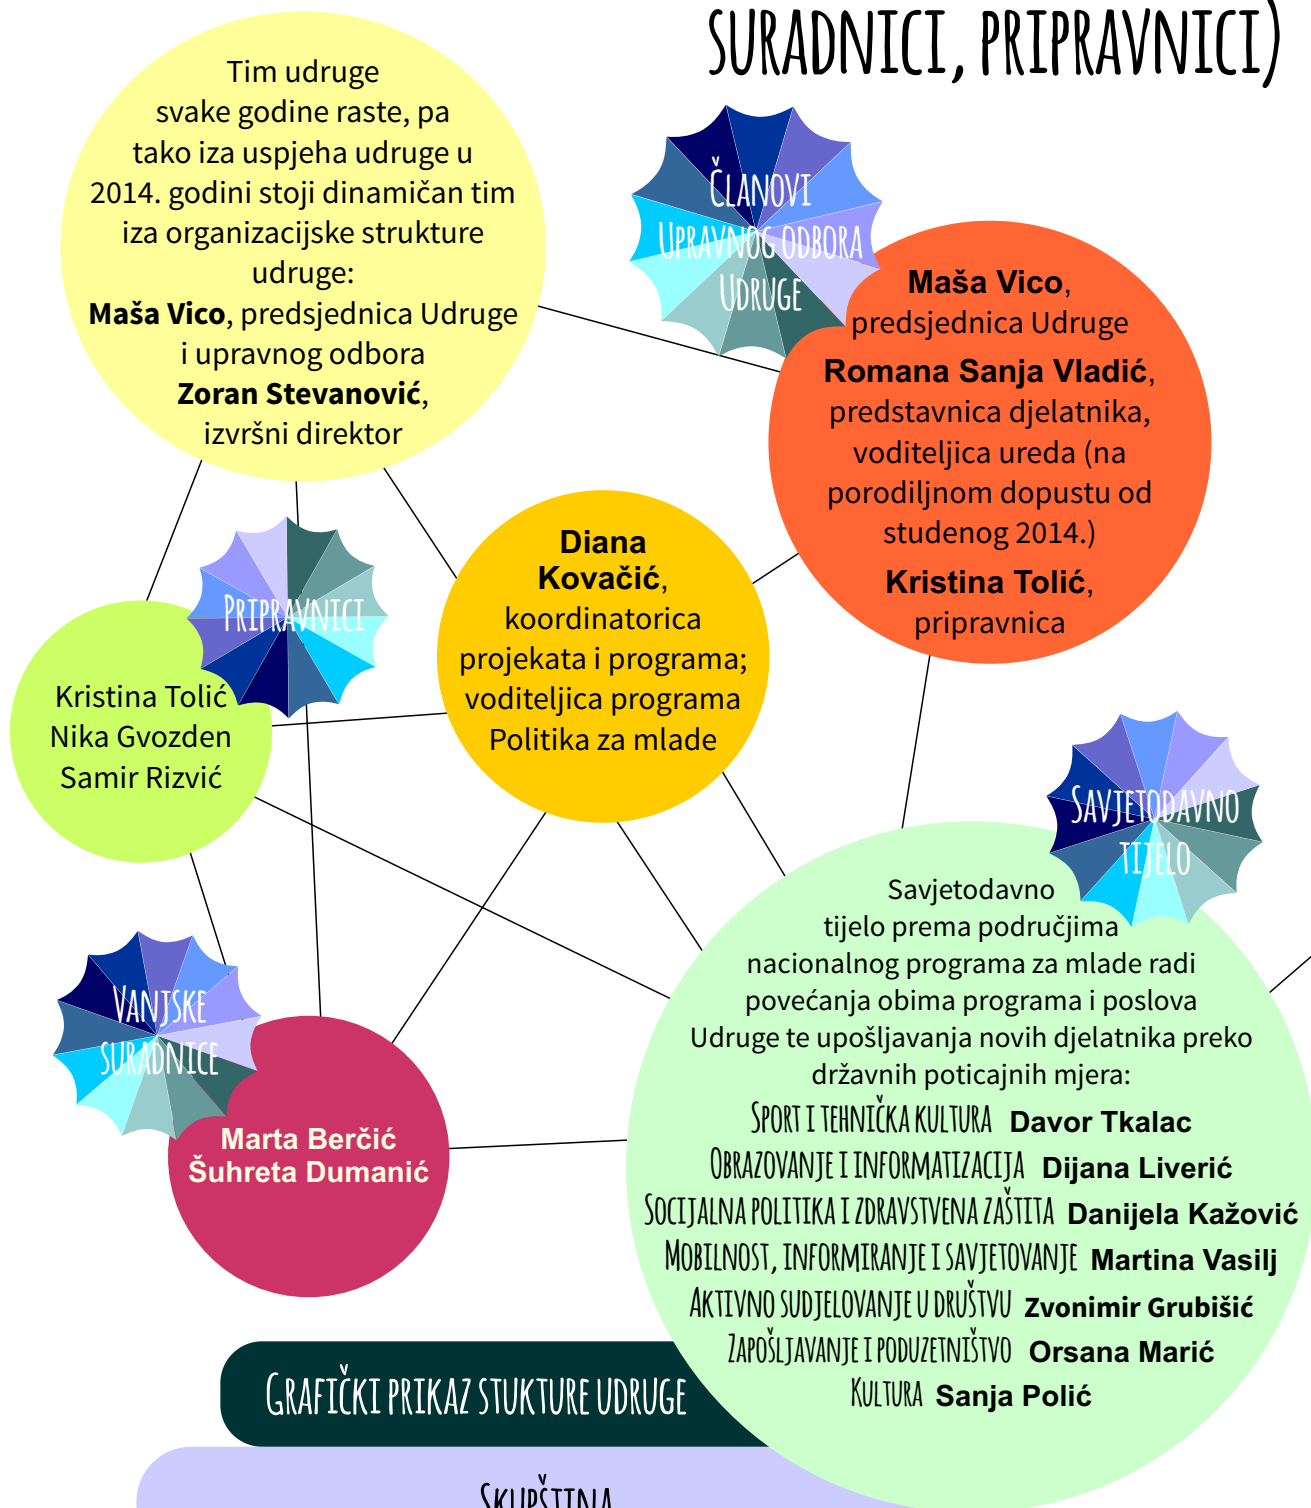 SURADNICI, PRIPRAVNICI)
Tim udruge
svake godine raste, pa
tako iza uspjeha udruge u
2014. godini stoji dinamičan tim
iza organizacijske strukture
udruge:
Maša Vico, predsjednica Udruge
i upravnog odbora
Zoran Stevanović,
izvršni direktor
ČLANOVI
UPRAVNOG ODBORA
UDRUGE
Maša Vico,
predsjednica Udruge
Romana Sanja Vladić,
predstavnica djelatnika,
voditeljica ureda (na
porodiljnom dopustu od
studenog 2014.)
Kristina Tolić,
pripravnica
Diana
Kovačić,
koordinatorica
projekata i programa;
voditeljica programa
Politika za mlade
PRIPRAVNICI
Kristina Tolić
Nika Gvozden
Samir Rizvić
SAVJETODAVNO
TIJELO
Savjetodavno
tijelo prema područjima
nacionalnog programa za mlade radi
povećanja obima programa i poslova
Udruge te upošljavanja novih djelatnika preko
državnih poticajnih mjera:
SPORT I TEHNIČKA KULTURA Davor Tkalac
OBRAZOVANJE I INFORMATIZACIJA Dijana Liverić
SOCIJALNA POLITIKA I ZDRAVSTVENA ZAŠTITA Danijela Kažović
MOBILNOST, INFORMIRANJE I SAVJETOVANJE Martina Vasilj
AKTIVNO SUDJELOVANJE U DRUŠTVU Zvonimir Grubišić
ZAPOŠLJAVANJE I PODUZETNIŠTVO Orsana Marić
KULTURA Sanja Polić
VANJSKE
SURADNICE
Marta Berčić
Šuhreta Dumanić
GRAFIČKI PRIKAZ STUKTURE UDRUGE
SKUPŠTINA